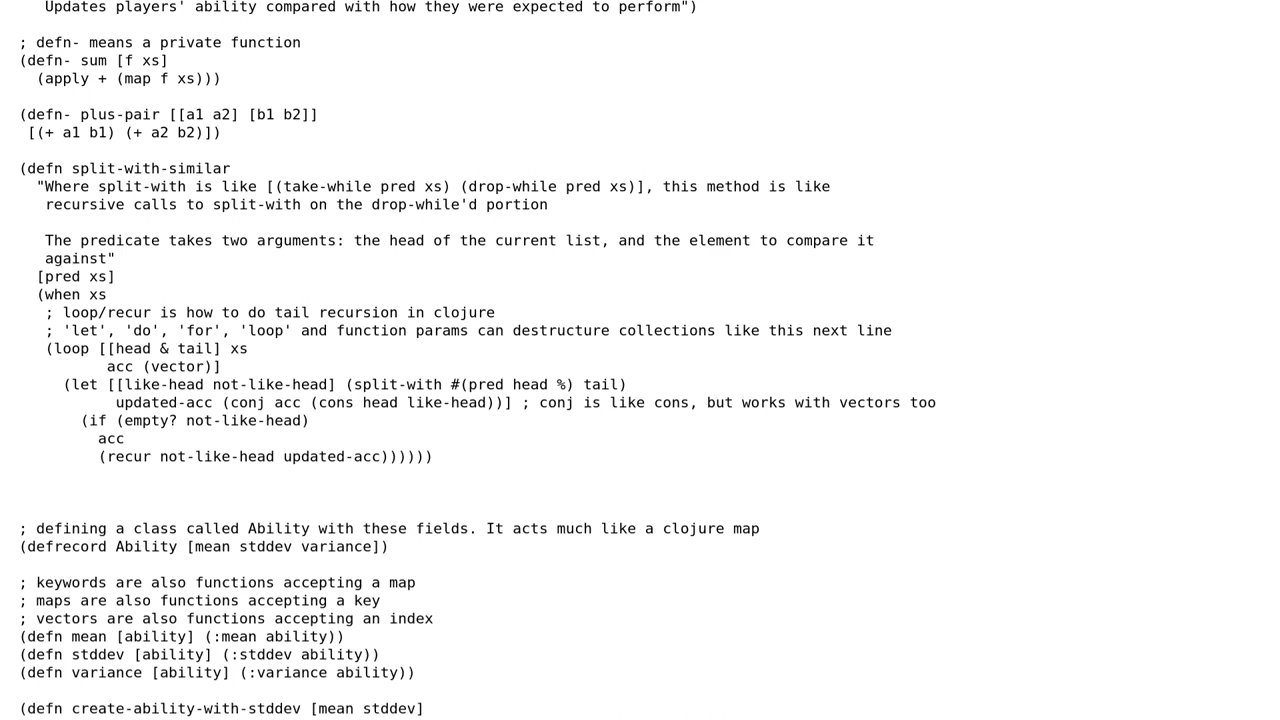 Updates players' ability compared with how they were expected to perform")
; defn- means a private function
(defn- sum [f xs]
(apply + (map f xs)))
(defn- plus-pair [[a1 a2] [b1 b2]]
[(+ a1 b1) (+ a2 b2)])
(defn split-with-similar
"Where split-with is like [(take-while pred xs) (drop-while pred xs)], this method is like
recursive calls to split-with on the drop-while'd portion
The predicate takes two arguments: the head of the current list, and the element to compare it
against"
[pred xs]
(when xs
; loop/recur is how to do tail recursion in clojure
; 'let', 'do', 'for', 'loop' and function params can destructure collections like this next line
(loop [[head & tail] xs
acc (vector)]
(let [[like-head not-like-head] (split-with #(pred head %) tail)
updated-acc (conj acc (cons head like-head))] ; conj is like cons, but works with vectors too
(if (empty? not-like-head)
acc
(recur not-like-head updated-acc))))))
; defining a class called Ability with these fields. It acts much like a clojure map
(defrecord Ability [mean stddev variance])
; keywords are also functions accepting a map
; maps are also functions accepting a key
; vectors are also functions accepting an index
(defn mean [ability] (:mean ability))
(defn stddev [ability] (:stddev ability))
(defn variance [ability] (:variance ability))
(defn create-ability-with-stddev [mean stddev]